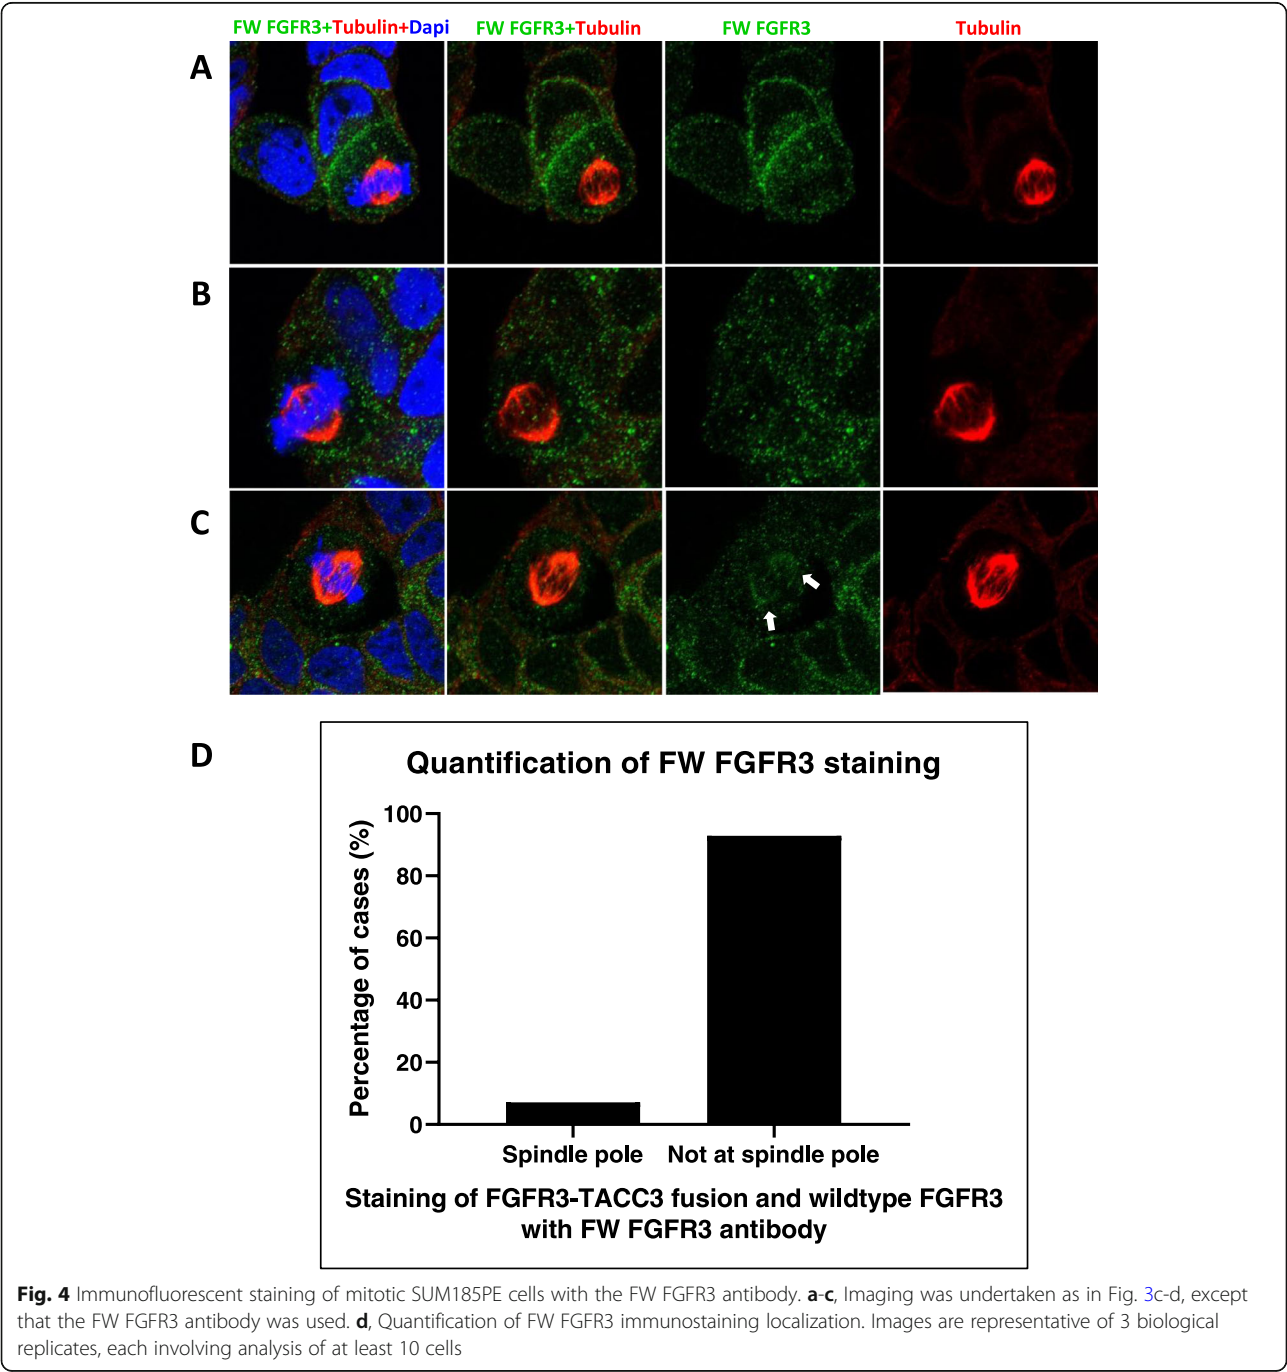 FW FGFR3+Tubulin+Dapi FW FGFR3+Tubulin FW FGFR3 Tubulin
A
B
C
D
Quantification of FW FGFR3 staining
Percentage of cases (%)
100
80
60
40
20
0
Spindle pole Not at spindle pole
Staining of FGFR3-TACC3 fusion and wildtype FGFR3
with FW FGFR3 antibody
Fig. 4 Immunofluorescent staining of mitotic SUM185PE cells with the FW FGFR3 antibody. a-c, Imaging was undertaken as in Fig. 3c-d, except
that the FW FGFR3 antibody was used. d, Quantification of FW FGFR3 immunostaining localization. Images are representative of 3 biological
replicates, each involving analysis of at least 10 cells